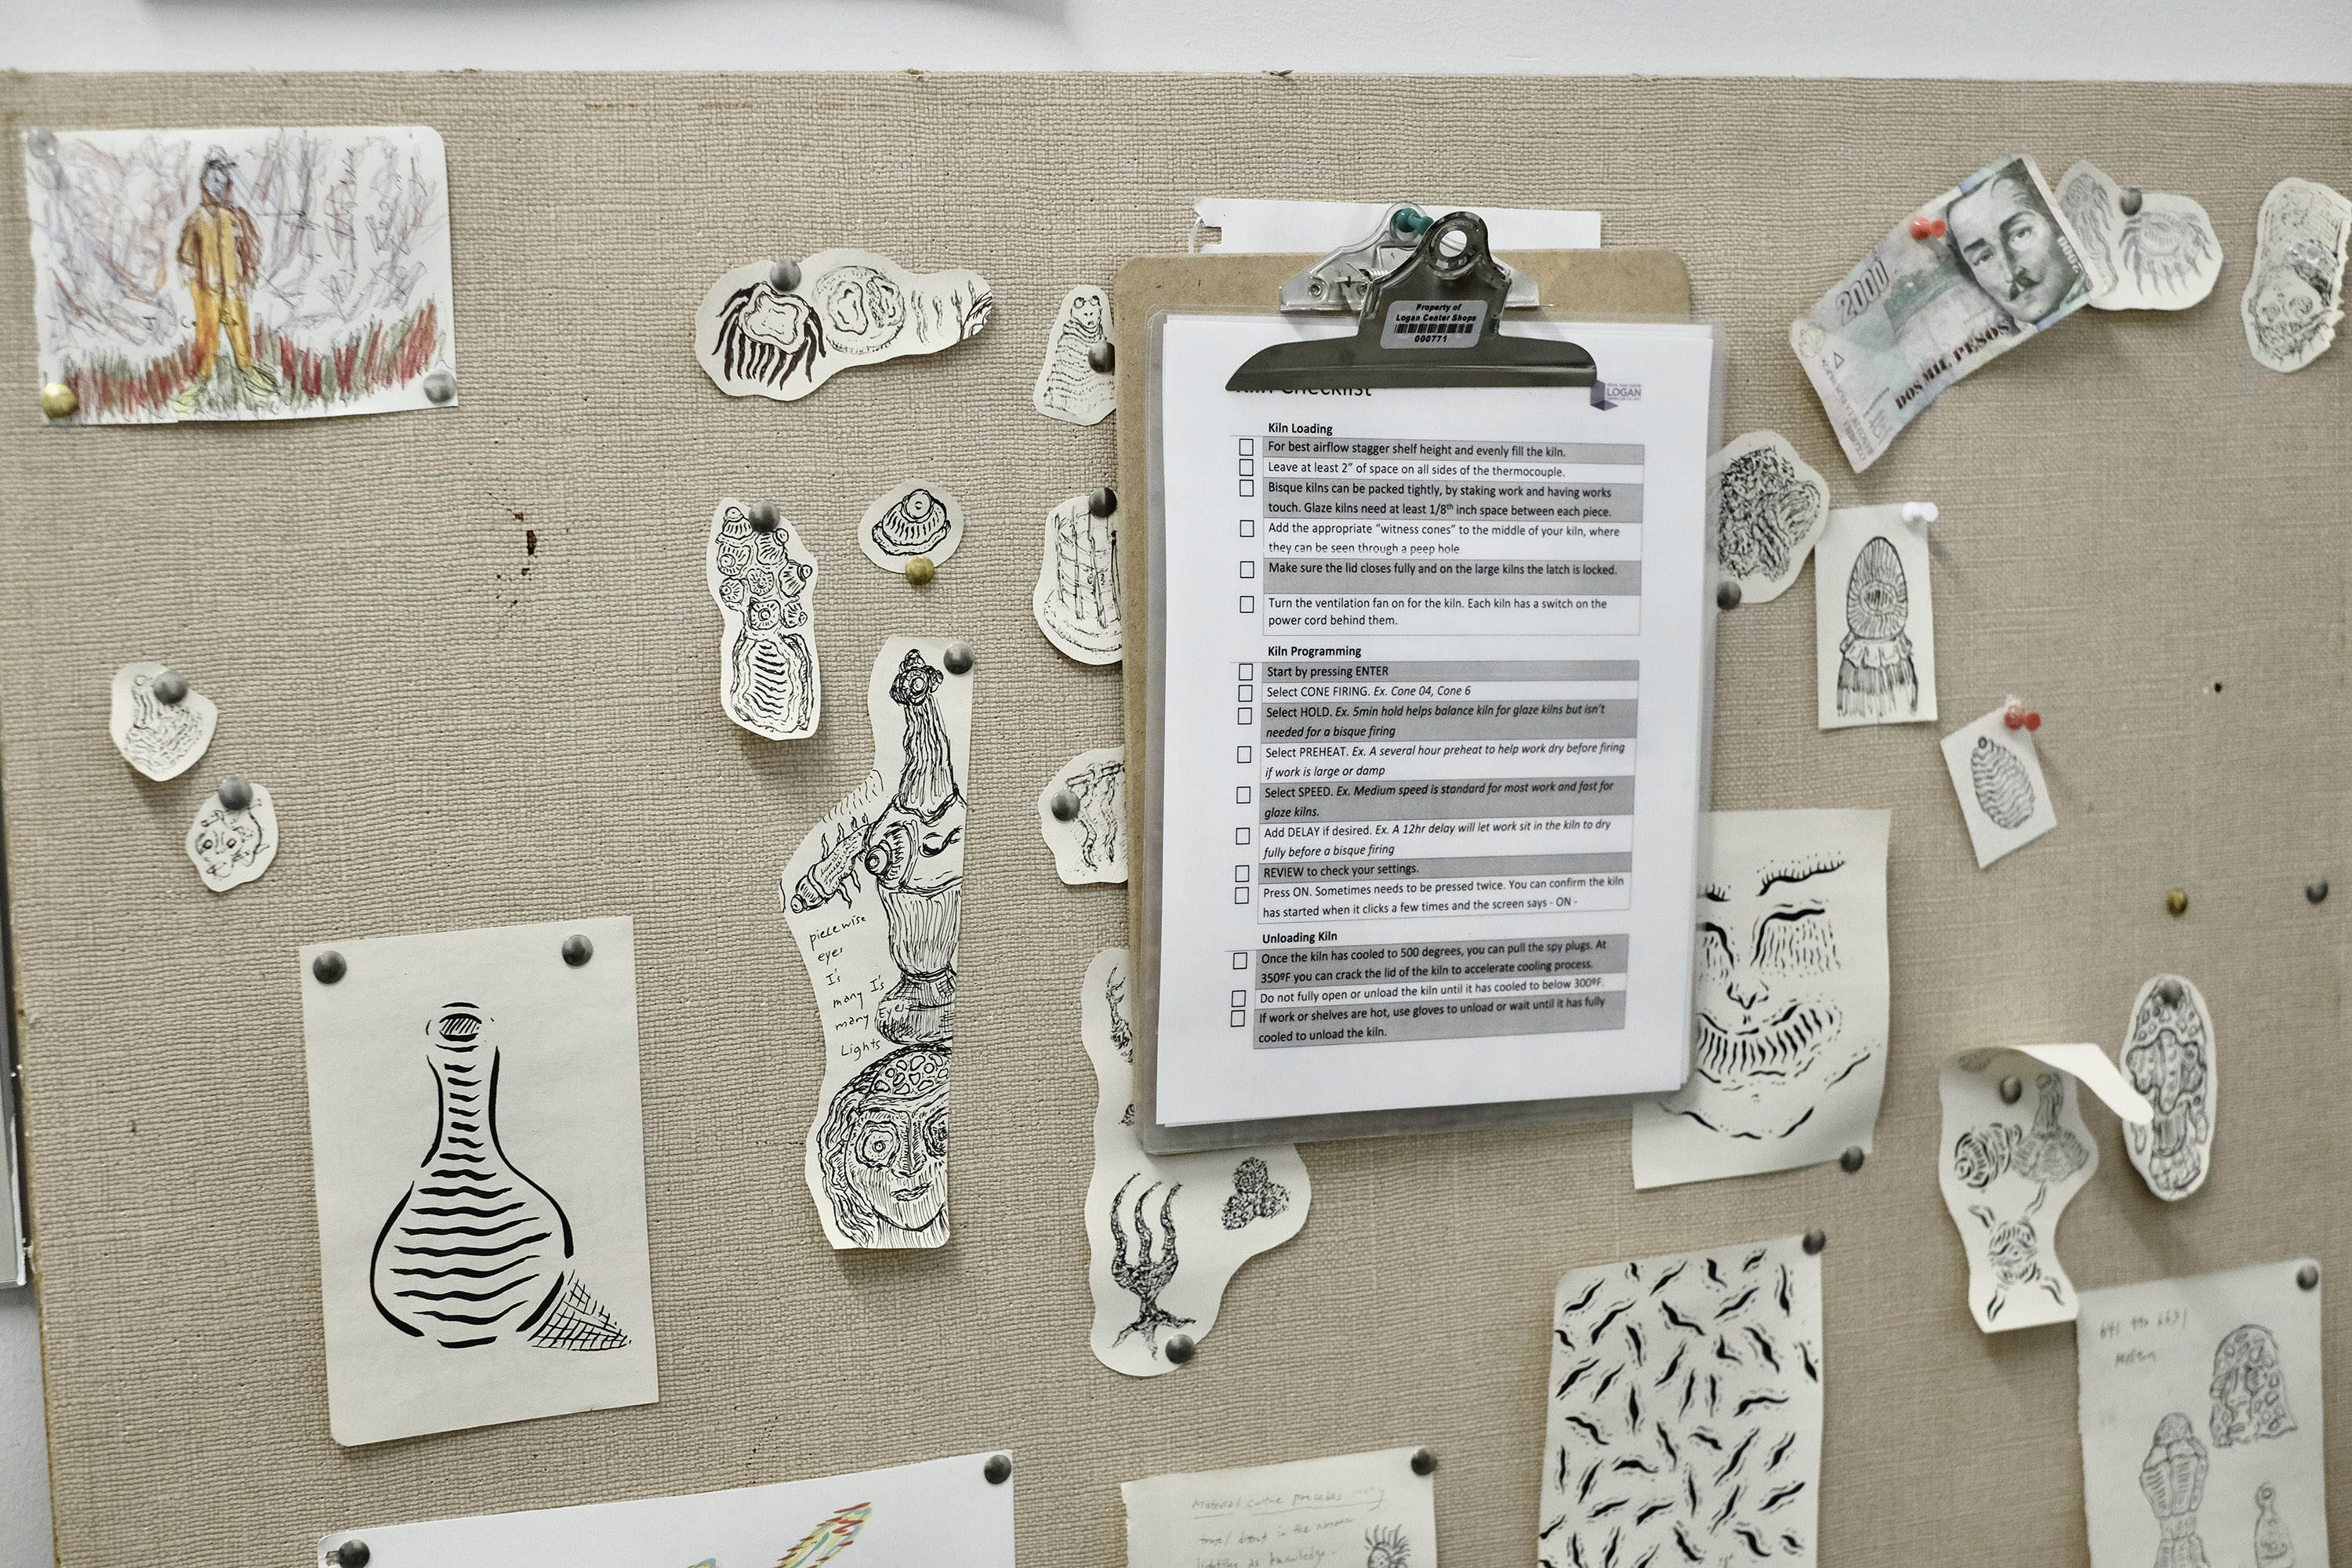 Property of
Logan Center Shops
000771
Checklist
LOGAN
Kiln Loading
For best airflow stagger shelf height and evenly fill the kiln.
Leave at least 2” of space on all sides of the thermocouple.
Bisque kilns can be packed tightly, by staking work and having works
touch. Glaze kilns need at least 1/8th inch space between each piece.
Add the appropriate “witness cones” to the middle of your kiln, where
they can be seen through a peep hole
Make sure the lid closes fully and on the large kilns the latch is locked.
Turn the ventilation fan on for the kiln. Each kiln has a switch on the
power cord behind them.
Kiln Programming
Start by pressing ENTER
Select CONE FIRING. Ex. Cone 04, Cone 6
Select HOLD. Ex. 5min hold helps balance kiln for glaze kilns but isn’t
needed for a bisque firing
Select PREHEAT. Ex. A several hour preheat to help work dry before firing
if work is large or damp
Select SPEED. Ex. Medium speed is standard for most work and fast for
glaze kilns.
Add DELAY if desired. Ex. A 12hr delay will let work sit in the kiln to dry
fully before a bisque firing
REVIEW to check your settings.
Press ON. Sometimes needs to be pressed twice. You can confirm the kiln
has started when it clicks a few times and the screen says - ON -
Unloading Kiln
Once the kiln has cooled to 500 degrees, you can pull the spy plugs. At
350ºF you can crack the lid of the kiln to accelerate cooling process.
Do not fully open or unload the kiln until it has cooled to below 300ºF.
If work or shelves are hot, use gloves to unload or wait until it has fully
cooled to unload the kiln.
2000
DOS MIL PESOS
piecewise
eyes
I's
many I's
many eyes
Lights
Material culture precedes
in the
as knowledge-